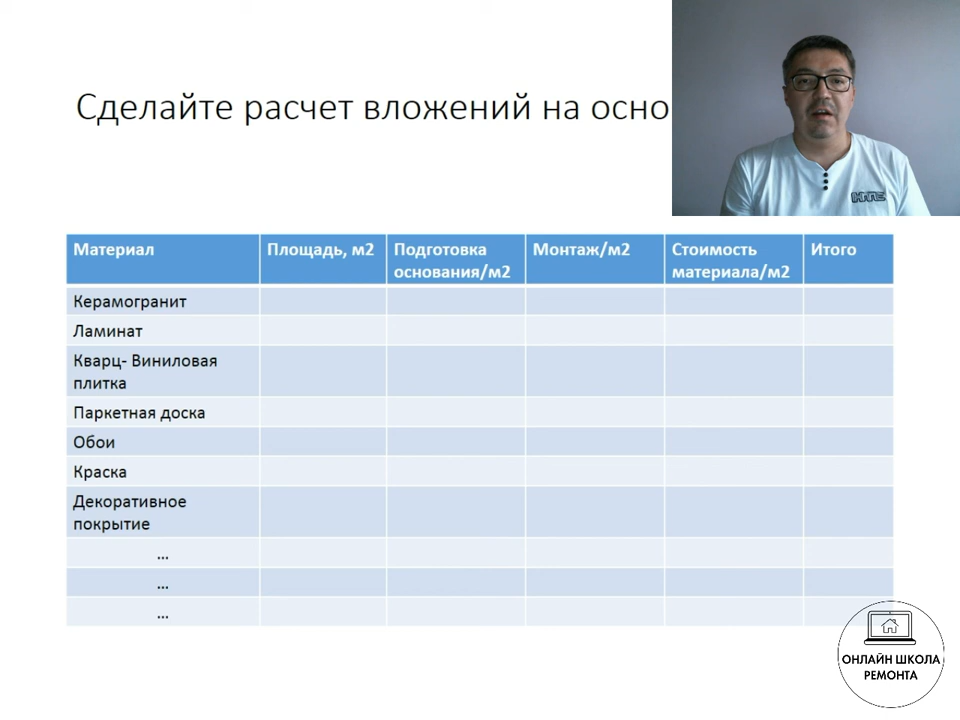 Сделайте расчет вложений на осно
Материал
Площадь, м2
Подготовка
основания/м2
Монтаж/м2
Стоимость
материала/м2
Итого
Керамогранит
Ламинат
Кварц- Виниловая
плитка
Паркетная доска
Обои
Краска
Декоративное
покрытие
...
...
...
ОНЛАЙН ШКОЛА
РЕМОНТА